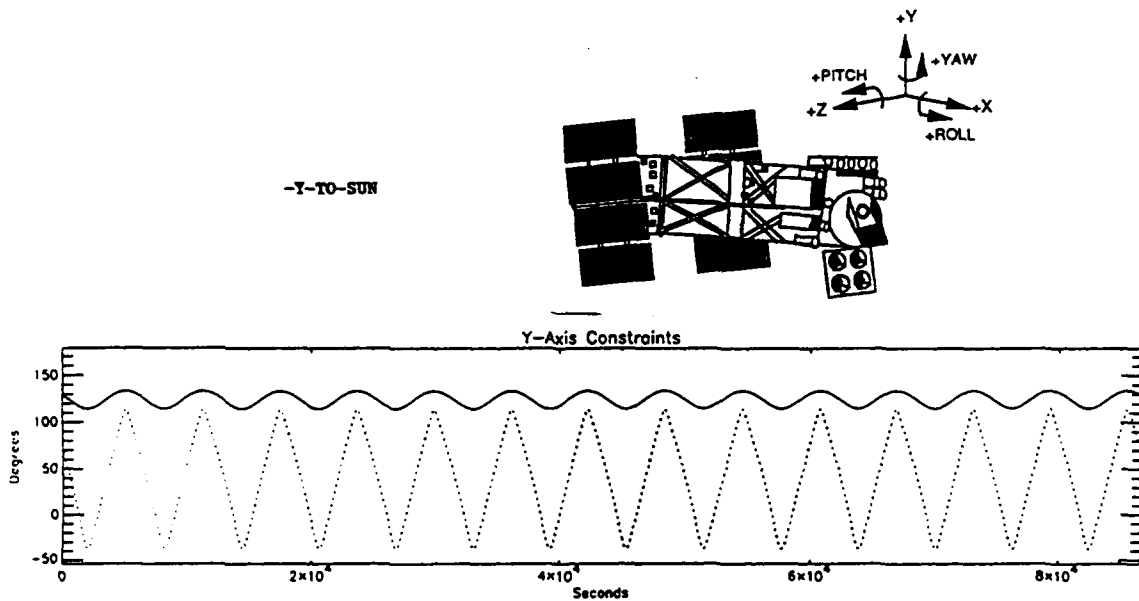 +Y
+YAW
+PITCH
+Z
+X
+ROLL
-Y-TO-SUN
Y-Axis Constraints
150
100
50
0
-50
Degrees
0
2×10⁴
4×10⁴
6×10⁴
8×10⁴
Seconds